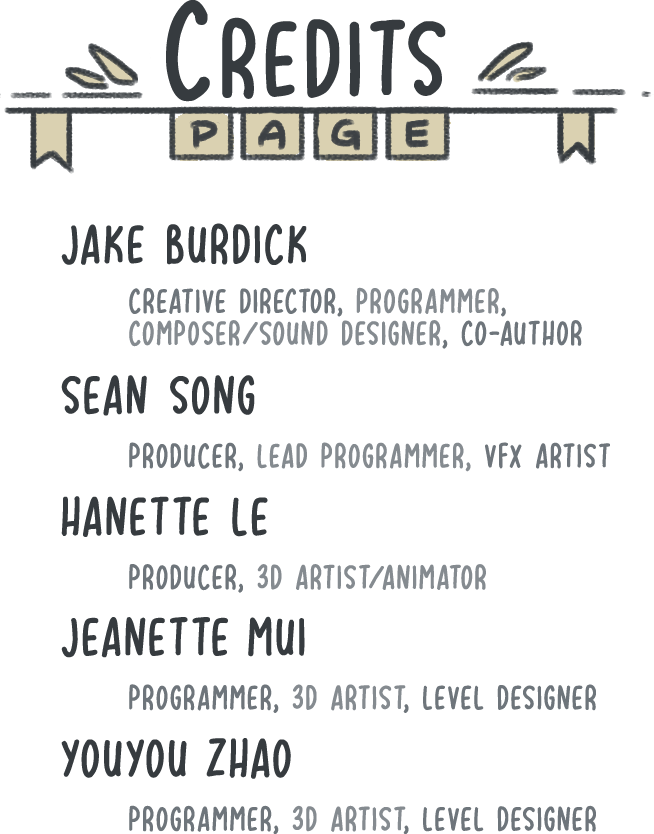 CREDITS
PAGE
JAKE BURDICK
CREATIVE DIRECTOR, PROGRAMMER,
COMPOSER/SOUND DESIGNER, CO-AUTHOR
SEAN SONG
PRODUCER, LEAD PROGRAMMER, VFX ARTIST
HANETTE LE
PRODUCER, 3D ARTIST/ANIMATOR
JEANETTE MUI
PROGRAMMER, 3D ARTIST, LEVEL DESIGNER
YOUYOU ZHAO
PROGRAMMER, 3D ARTIST, LEVEL DESIGNER